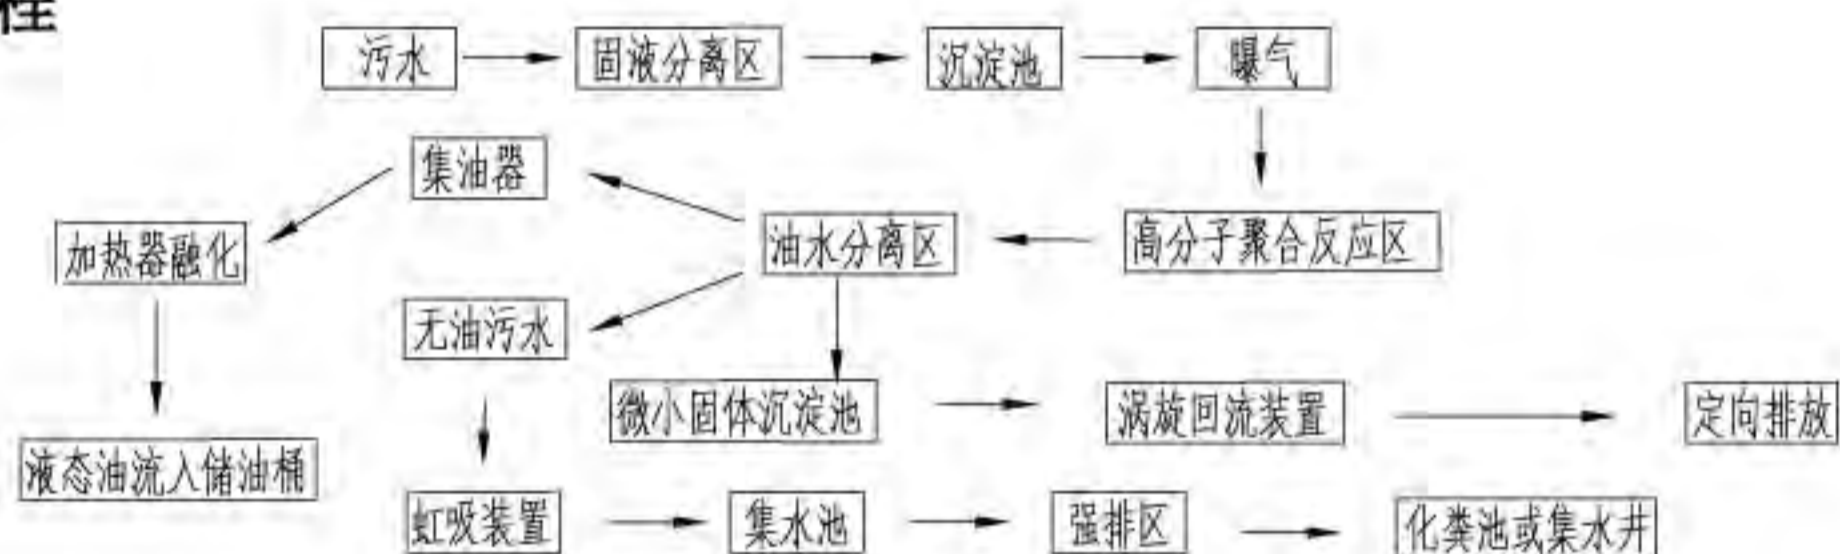 程
污水
固液分离区
沉淀池
曝气
集油器
加热器融化
油水分离区
高分子聚合反应区
无油污水
微小固体沉淀池
涡旋回流装置
定向排放
液态油流入储油桶
虹吸装置
集水池
强排区
化粪池或集水井